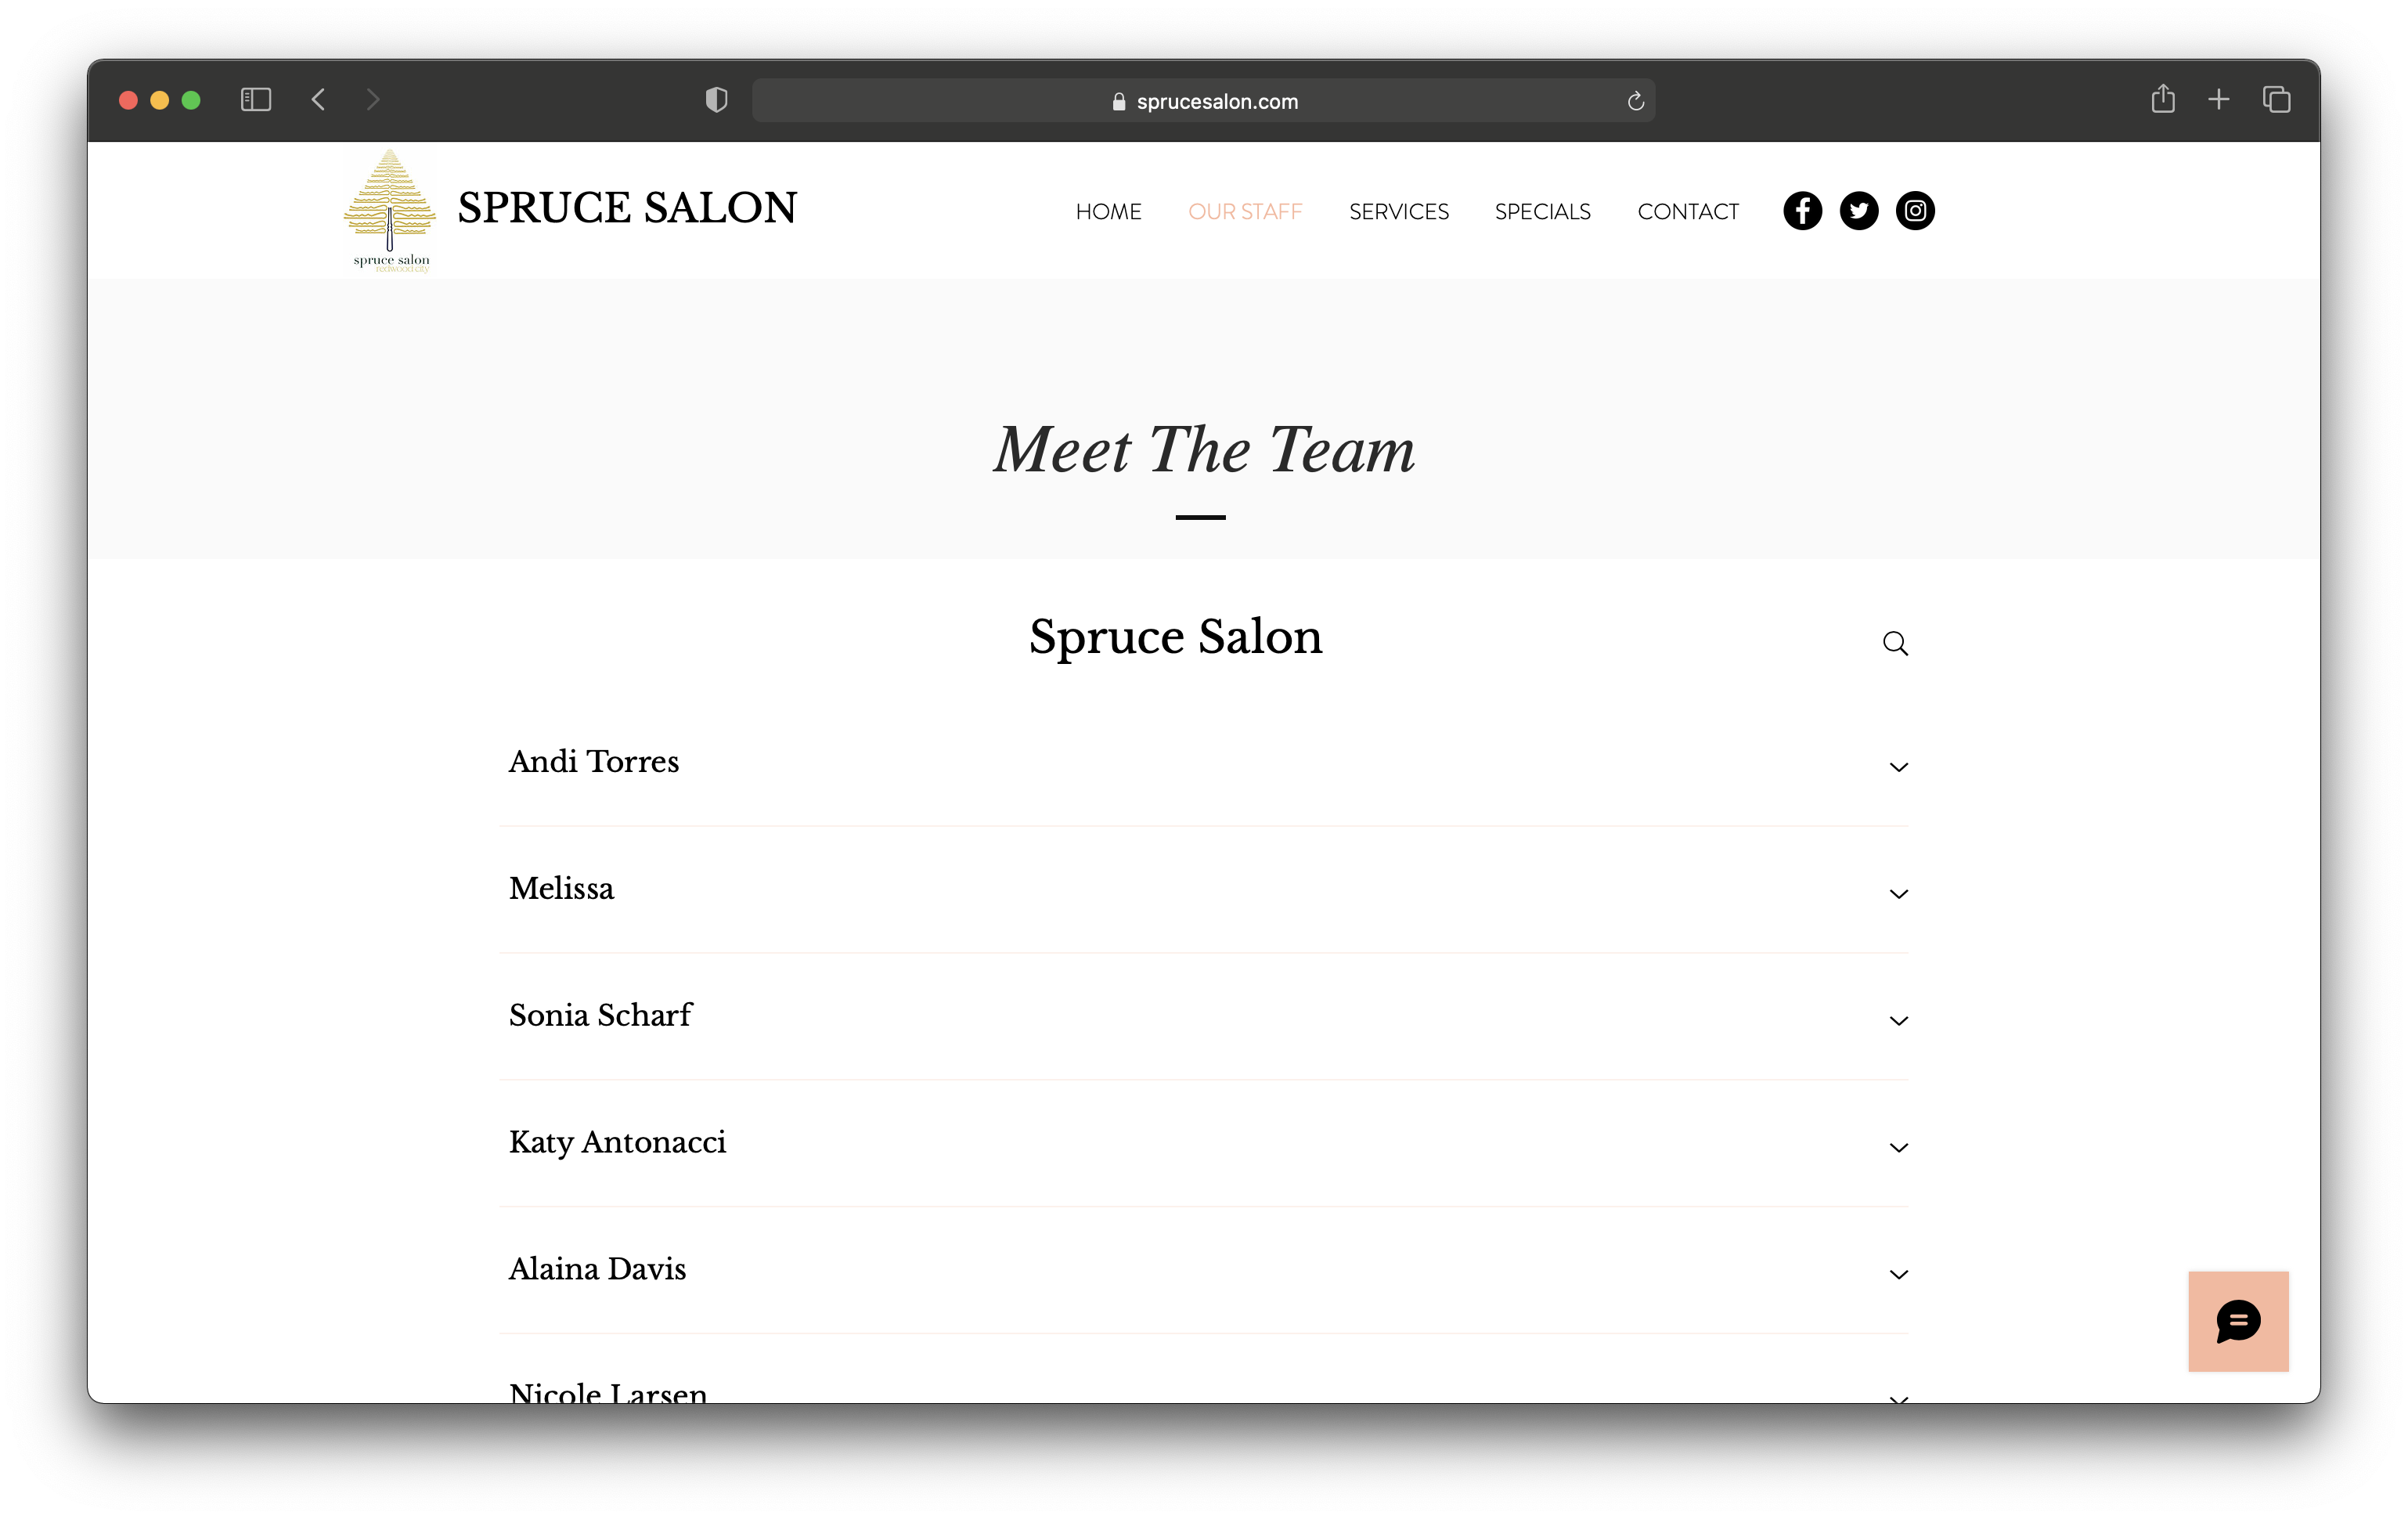 sprucesalon.com
SPRUCE SALON
spruce salon
redwood city
HOME OUR STAFF SERVICES SPECIALS CONTACT
Meet The Team
Spruce Salon
Andi Torres
Melissa
Sonia Scharf
Katy Antonacci
Alaina Davis
Nicole Larsen